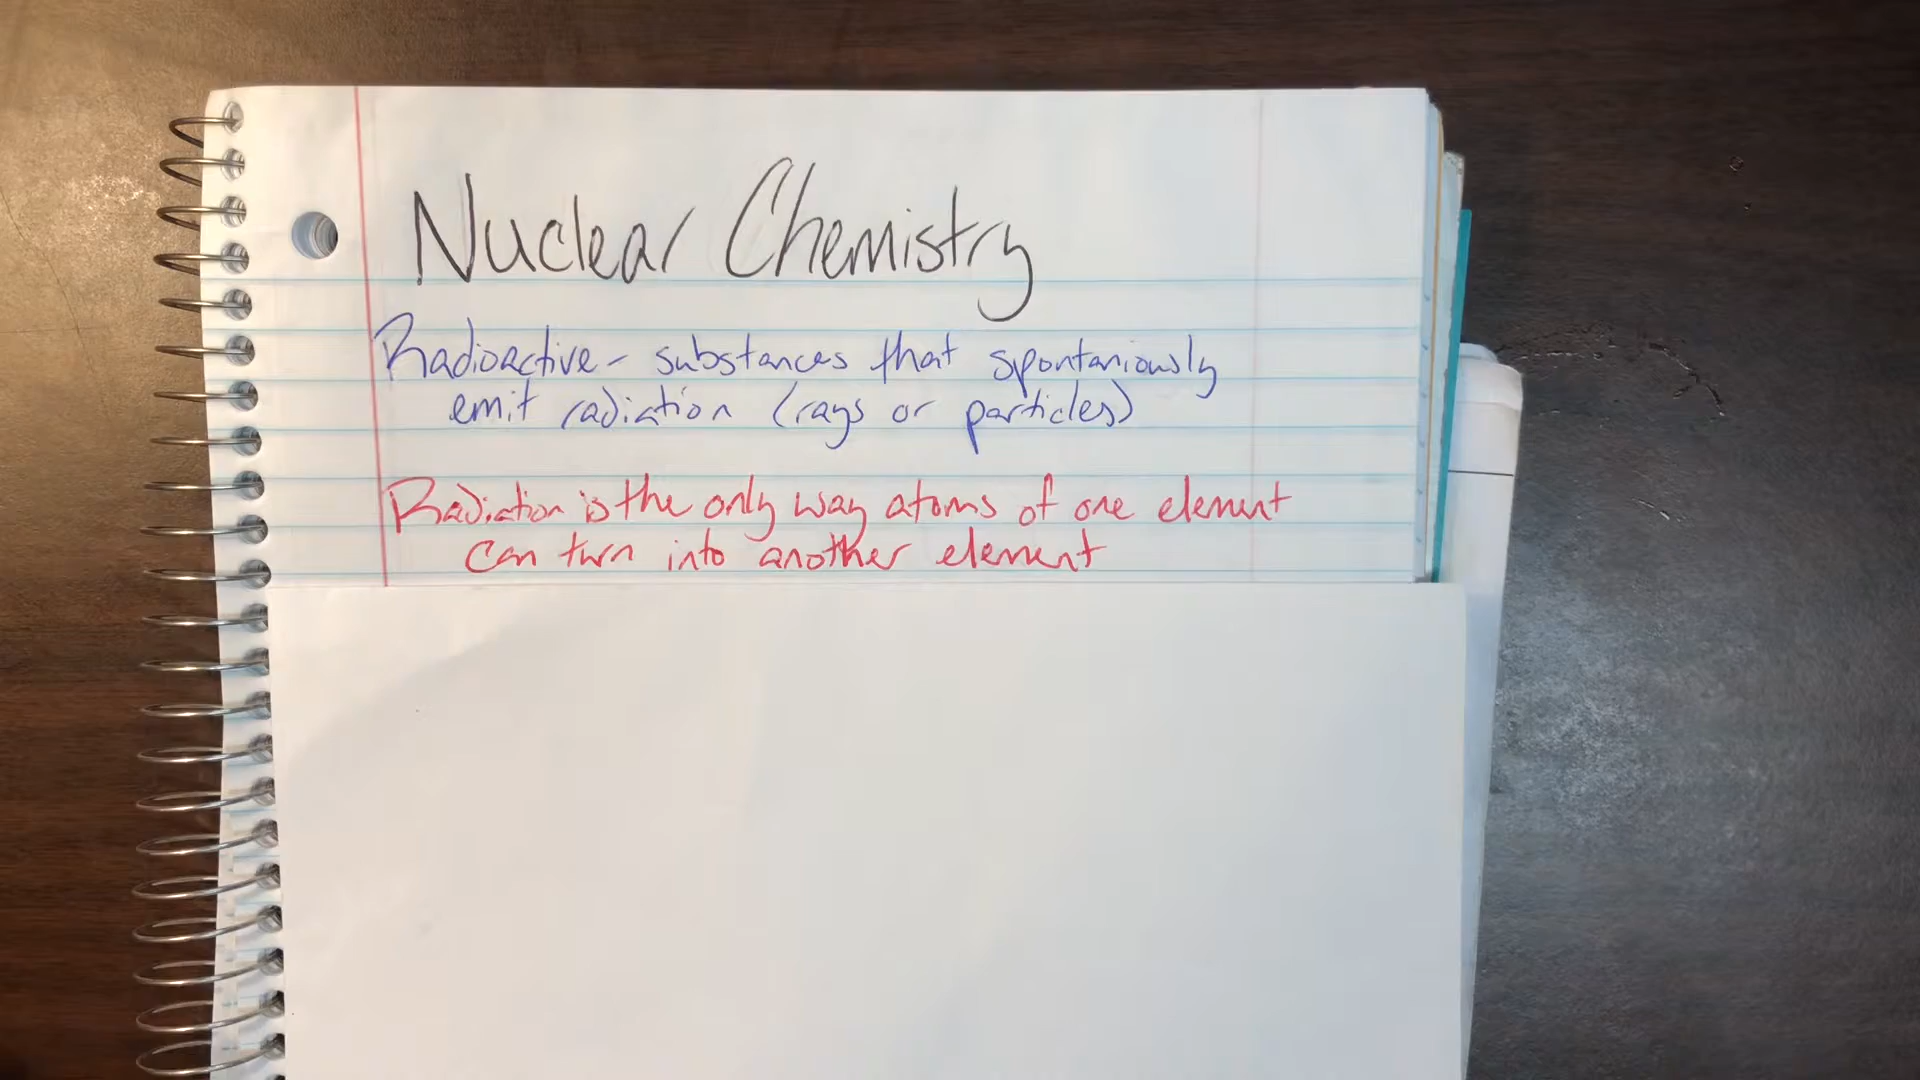 Nuclear Chemistry
Radioactive - substances that spontaniously
emit radiation (rays or particles)
Radiation is the only way atoms of one element
can turn into another element